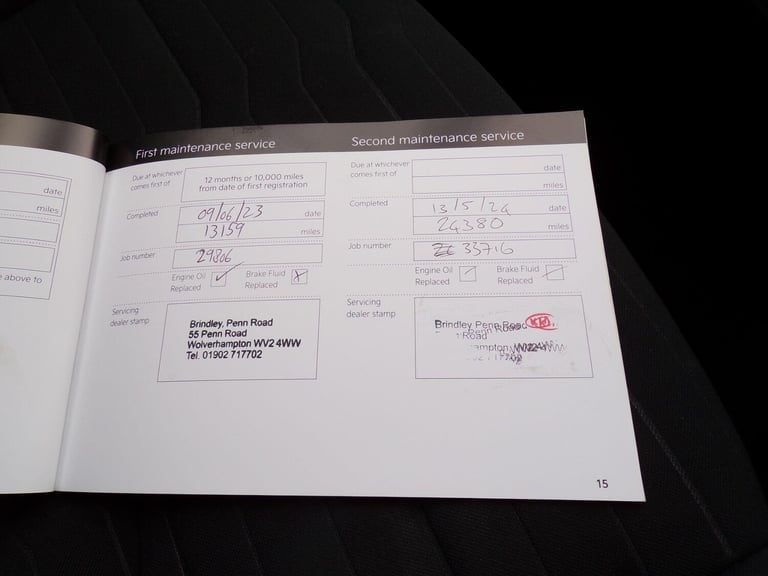 First maintenance service
Due at whichever
comes first of
12 months or 10,000 miles
from date of first registration
Completed
09/06/23 date
13159 miles
Job number
29806
Engine Oil
Replaced
Brake Fluid
Replaced
Servicing
dealer stamp
Brindley, Penn Road
55 Penn Road
Wolverhampton WV2 4WW
Tel. 01902 717702
Second maintenance service
Due at whichever
comes first of
date
miles
Completed
13/5/24 date
24380 miles
Job number
33716
Engine Oil
Replaced
Brake Fluid
Replaced
Servicing
dealer stamp
Brindley Penn Road
Penn Road
15
date
miles
e above to